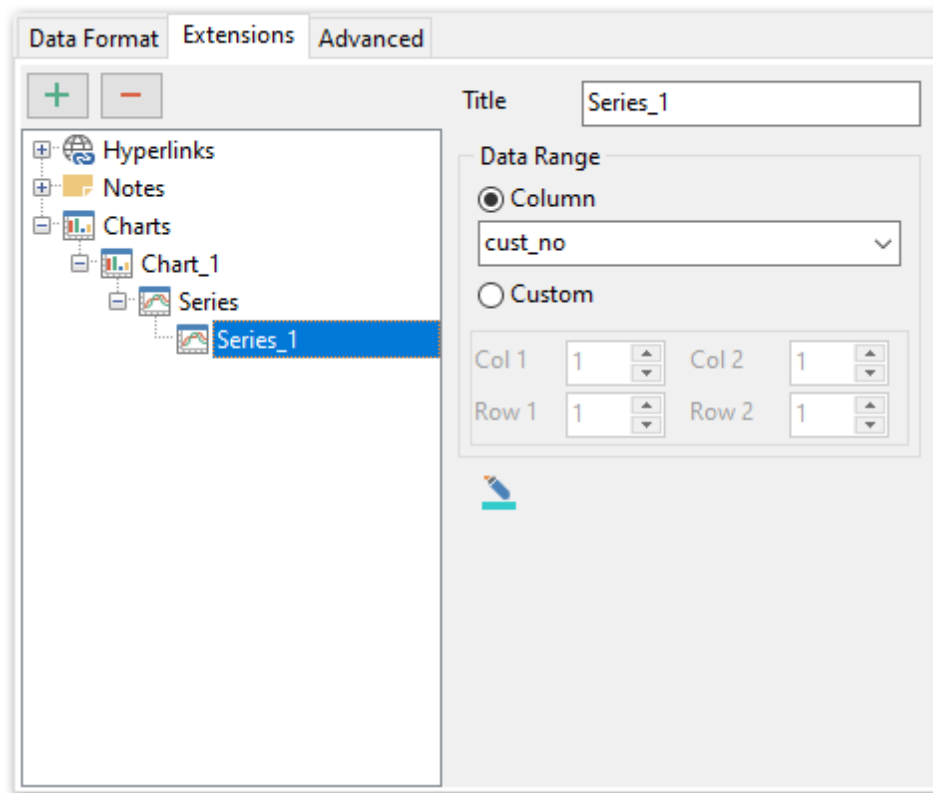 Data Format Extensions Advanced
Title Series_1
Hyperlinks
Notes
Charts
Chart_1
Series
Series_1
Data Range
Column
cust_no
Custom
Col 1 1 Col 2 1
Row 1 1 Row 2 1